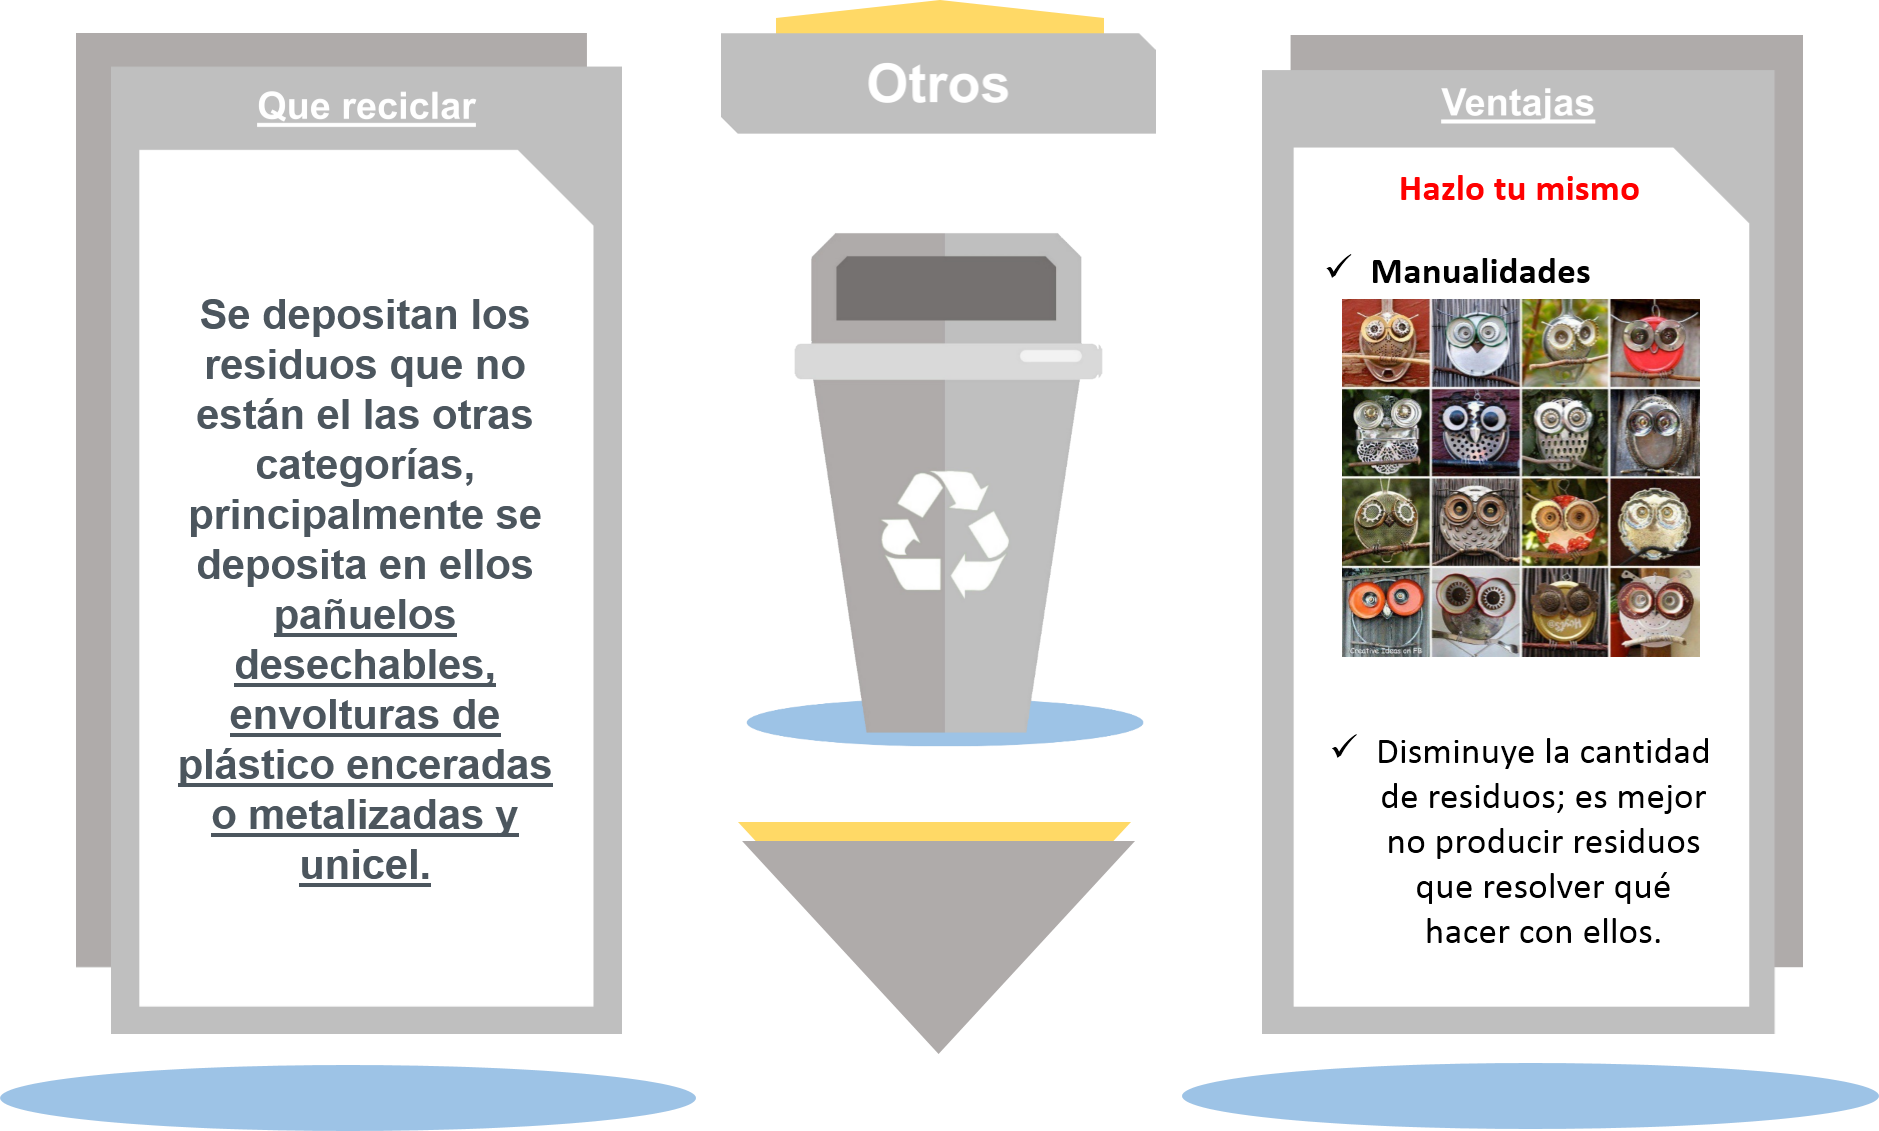 Que reciclar
Se depositan los
residuos que no
están el las otras
categorías,
principalmente se
deposita en ellos
pañuelos
desechables,
envolturas de
plástico enceradas
o metalizadas y
unicel.
Otros
Ventajas
Hazlo tu mismo
✓ Manualidades
Creative Ideas on FB
✓ Disminuye la cantidad
de residuos; es mejor
no producir residuos
que resolver qué
hacer con ellos.